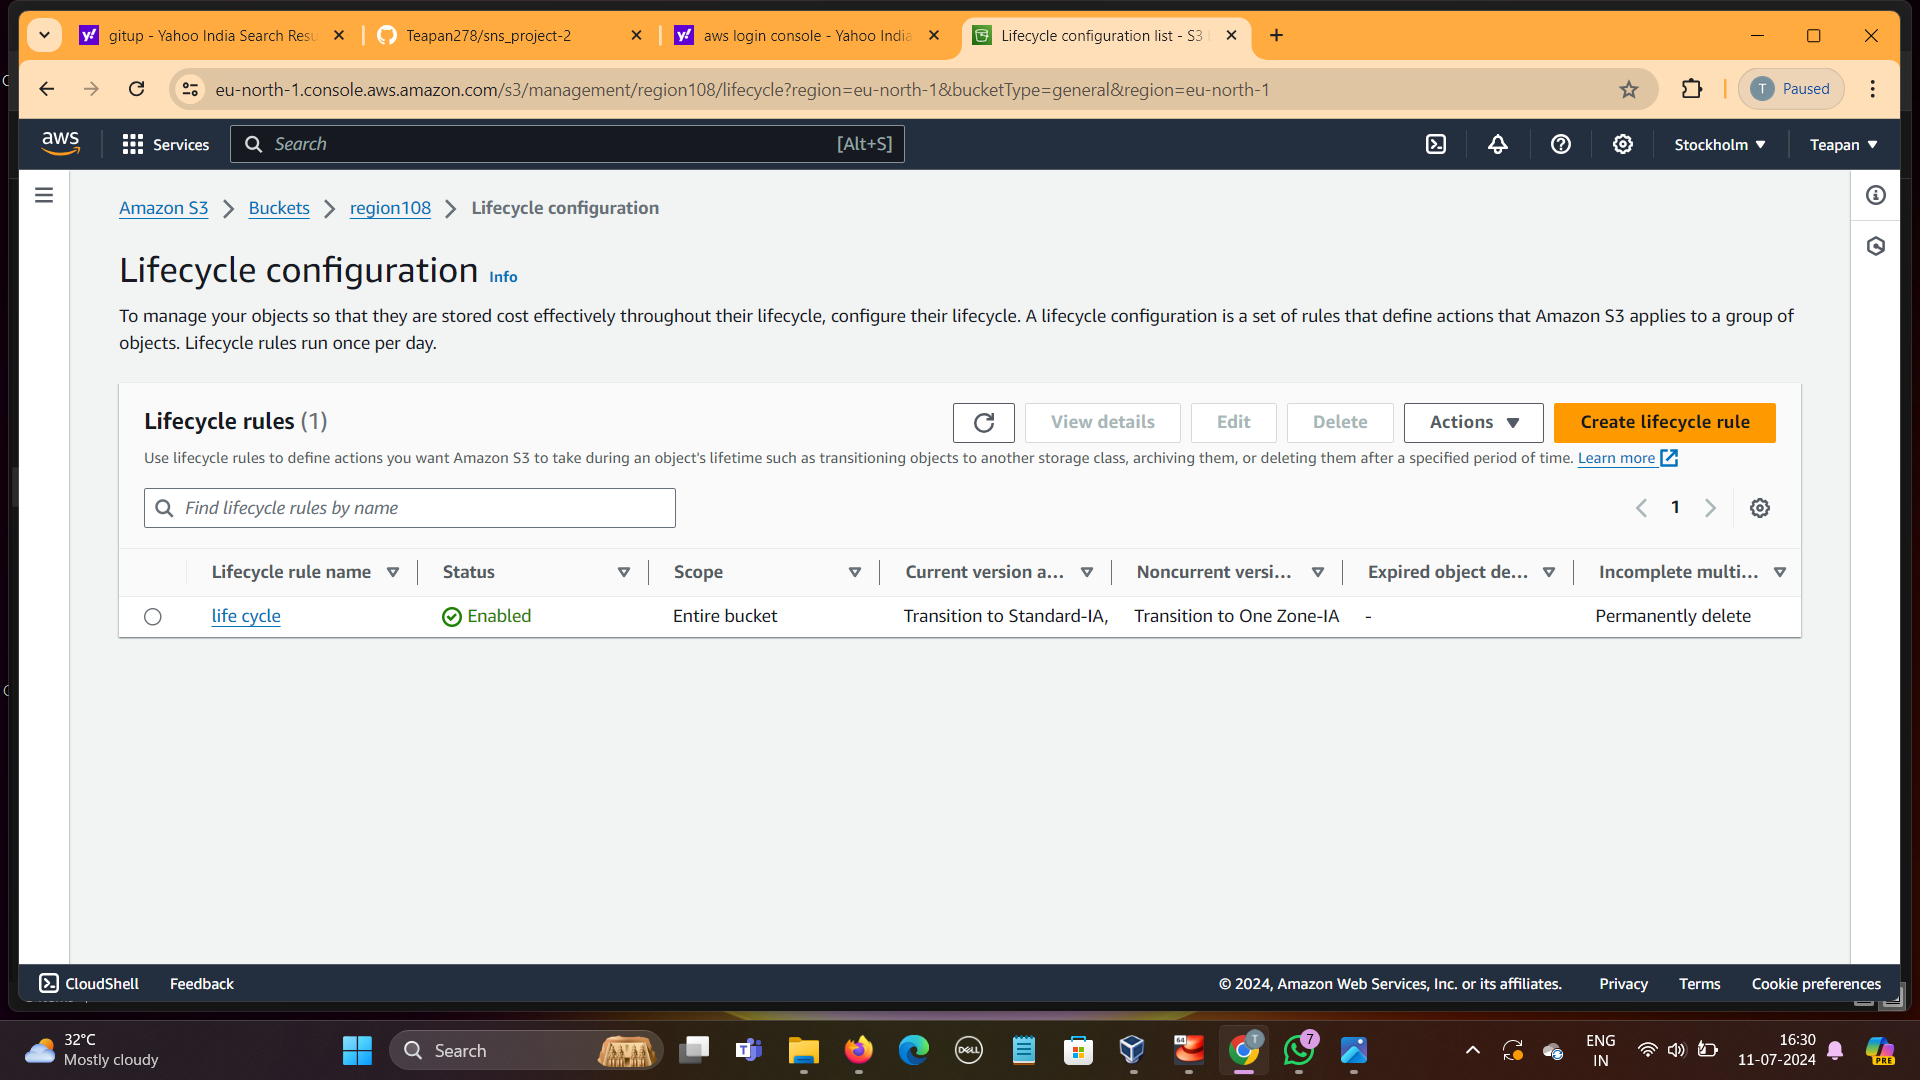 gitup - Yahoo India Search Resu
Teapan278/sns_project-2
aws login console - Yahoo India
Lifecycle configuration list - S3
eu-north-1.console.aws.amazon.com/s3/management/region108/lifecycle?region=eu-north-1&bucketType=general&region=eu-north-1
T Paused
aws Services Search [Alt+S] Stockholm Teapan
Amazon S3 Buckets region108 Lifecycle configuration
Lifecycle configuration Info
To manage your objects so that they are stored cost effectively throughout their lifecycle, configure their lifecycle. A lifecycle configuration is a set of rules that define actions that Amazon S3 applies to a group of
objects. Lifecycle rules run once per day.
Lifecycle rules (1) View details Edit Delete Actions Create lifecycle rule
Use lifecycle rules to define actions you want Amazon S3 to take during an object's lifetime such as transitioning objects to another storage class, archiving them, or deleting them after a specified period of time. Learn more
Find lifecycle rules by name 1
Lifecycle rule name Status Scope Current version a... Noncurrent versi... Expired object de... Incomplete multi...
life cycle Enabled Entire bucket Transition to Standard-IA, Transition to One Zone-IA - Permanently delete
CloudShell Feedback © 2024, Amazon Web Services, Inc. or its affiliates. Privacy Terms Cookie preferences
32°C
Mostly cloudy
Search
DELL
64
T
7
ENG
IN
16:30
11-07-2024
PRE